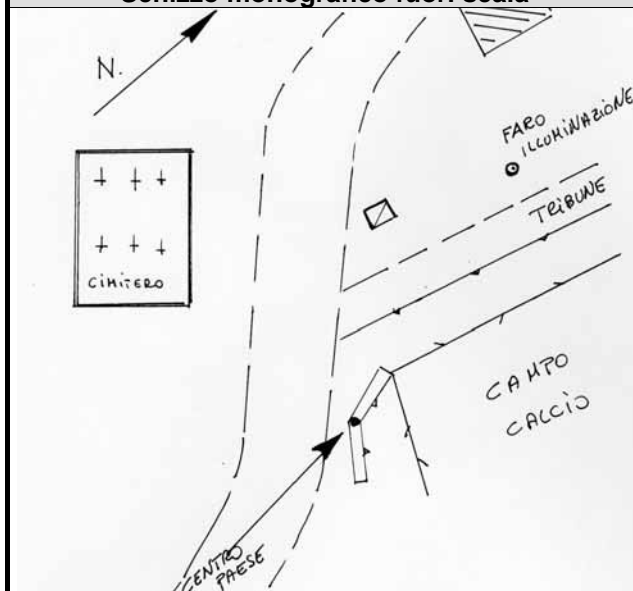 Schizzo monografico fuori scala
N.
FARO
ILLUMINAZIONE
TRIBUNE
CIMITERO
CAMPO
CALCIO
CENTRO
PAESE